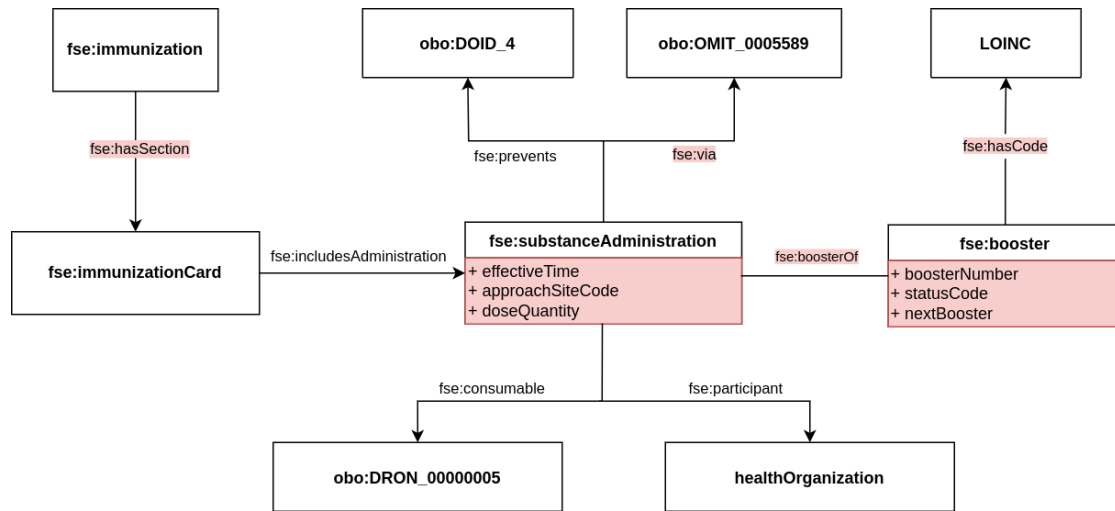 fse:immunization
obo:DOID_4
obo:OMIT_0005589
LOINC
fse:hasSection
fse:prevents
fse:via
fse:hasCode
fse:immunizationCard
fse:includesAdministration
fse:substanceAdministration
+ effectiveTime
+ approachSiteCode
+ doseQuantity
fse:boosterOf
fse:booster
+ boosterNumber
+ statusCode
+ nextBooster
fse:consumable
fse:participant
obo:DRON_00000005
healthOrganization